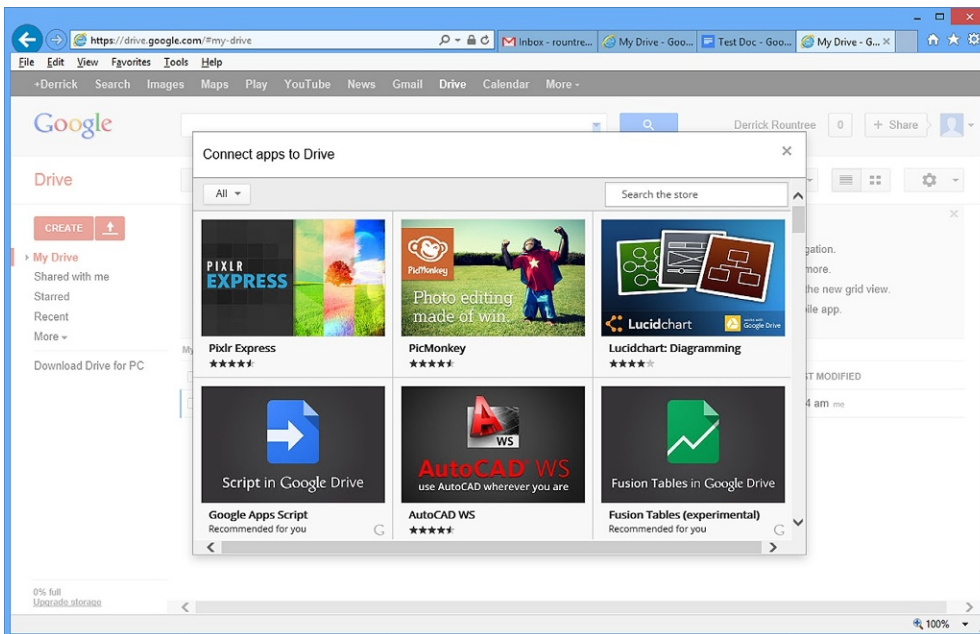 https://drive.google.com/#my-drive
Inbox - rountre...
My Drive - Goo...
Test Doc - Goo...
My Drive - G...
File Edit View Favorites Tools Help
+Derrick Search Images Maps Play YouTube News Gmail Drive Calendar More
Google
Derrick Rountree 0 + Share
Connect apps to Drive
Drive
All
Search the store
CREATE
My Drive
Shared with me
Starred
Recent
More
Download Drive for PC
gation.
more.
the new grid view.
ile app.
My
ST MODIFIED
4 am me
PIXLR
EXPRESS
Pixlr Express
PicMonkey
Photo editing
made of win.
PicMonkey
Lucidchart
works with
Google Drive
Lucidchart: Diagramming
Script in Google Drive
Google Apps Script
Recommended for you
WS
AutoCAD WS
use AutoCAD wherever you are
AutoCAD WS
Fusion Tables in Google Drive
Fusion Tables (experimental)
Recommended for you
0% full
Upgrade storage
100%